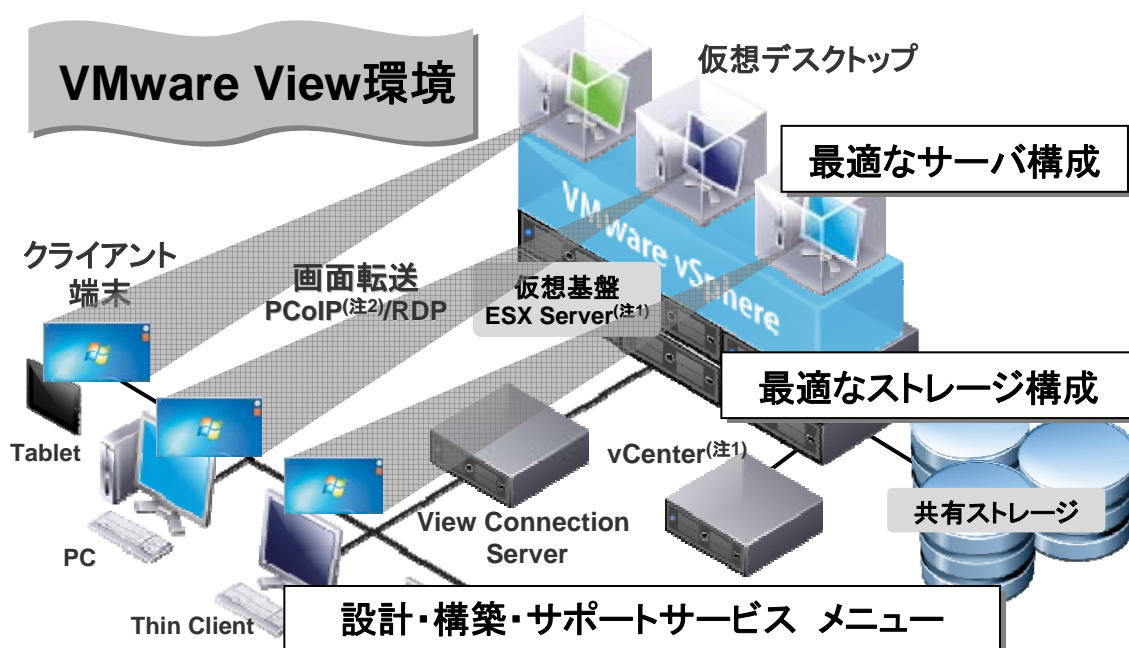 VMware View環境
仮想デスクトップ
最適なサーバ構成
VMware vSphere
クライアント
端末
画面転送
PCoIP(注2)/RDP
仮想基盤
ESX Server(注1)
最適なストレージ構成
Tablet
vCenter(注1)
共有ストレージ
View Connection
Server
PC
Thin Client
設計・構築・サポートサービス メニュー